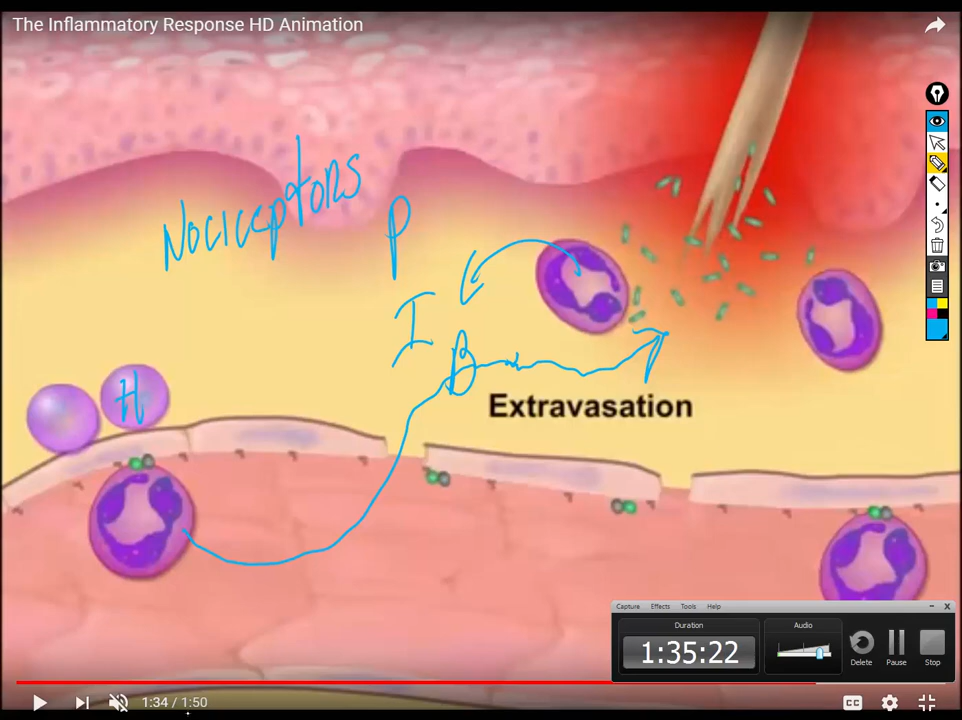 The Inflammatory Response HD Animation
Nociceptors
P
I
B
H
Extravasation
Capture Effects Tools Help
Duration Audio
1:35:22
Delete Pause Stop
1:34 / 1:50
CC